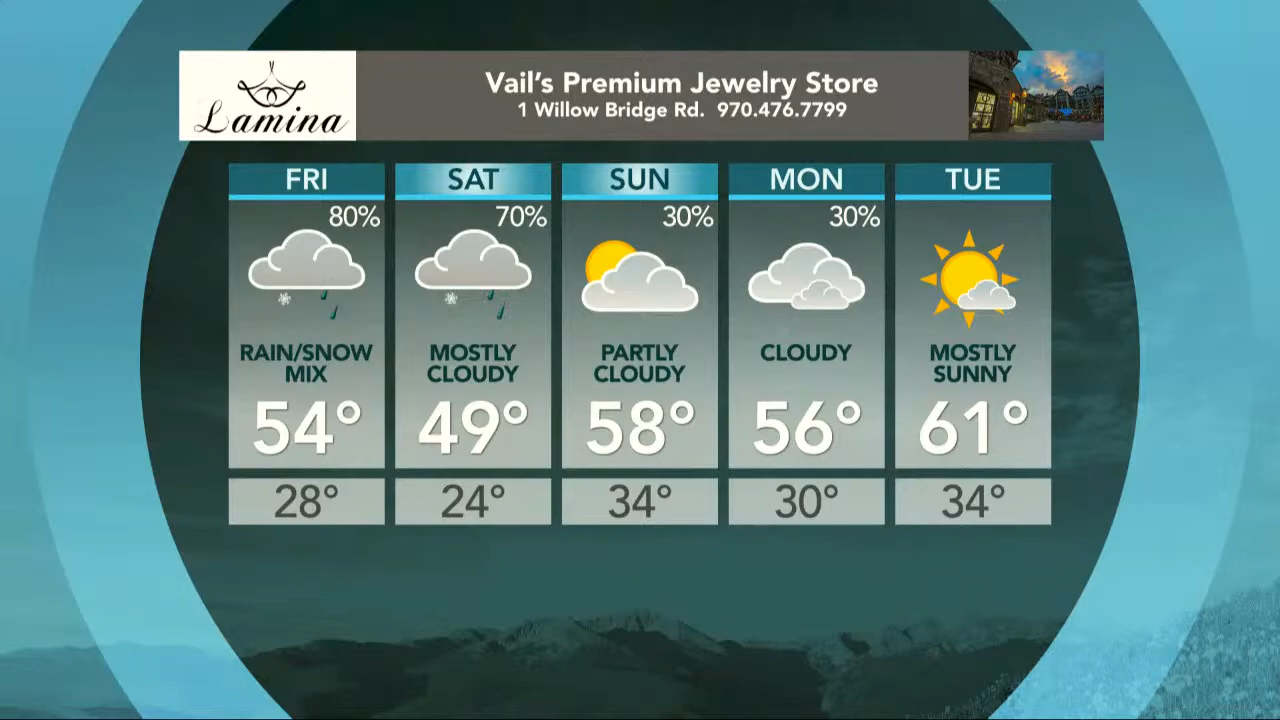 Lamina
Vail's Premium Jewelry Store
1 Willow Bridge Rd. 970.476.7799
FRI
80%
RAIN/SNOW
MIX
54°
28°
SAT
70%
MOSTLY
CLOUDY
49°
24°
SUN
30%
PARTLY
CLOUDY
58°
34°
MON
30%
CLOUDY
56°
30°
TUE
MOSTLY
SUNNY
61°
34°